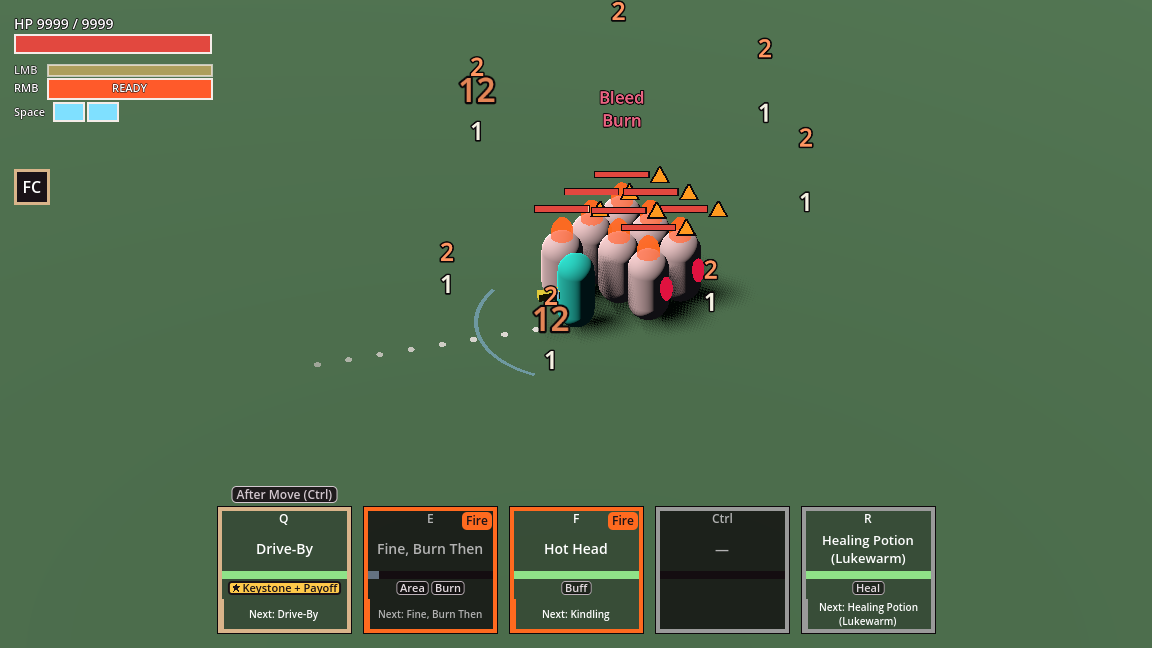 HP 9999 / 9999
LMB
RMB READY
Space
FC
2
2
2
12
1
Bleed
Burn
1
2
1
2
1
2
1
2
12
1
After Move (Ctrl)
Q
Drive-By
★ Keystone + Payoff
Next: Drive-By
E
Fire
Fine, Burn Then
Area Burn
Next: Fine, Burn Then
F
Fire
Hot Head
Buff
Next: Kindling
Ctrl
—
R
Healing Potion
(Lukewarm)
Heal
Next: Healing Potion
(Lukewarm)